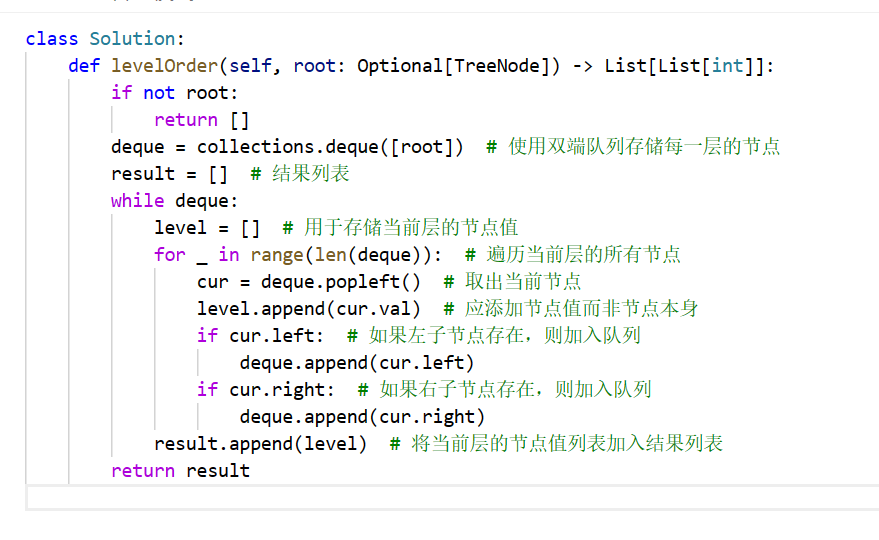 class Solution:
    def levelOrder(self, root: Optional[TreeNode]) -> List[List[int]]:
        if not root:
            return []
        deque = collections.deque([root])  # 使用双端队列存储每一层的节点
        result = []  # 结果列表
        while deque:
            level = []  # 用于存储当前层的节点值
            for _ in range(len(deque)):  # 遍历当前层的所有节点
                cur = deque.popleft()  # 取出当前节点
                level.append(cur.val)  # 应添加节点值而非节点本身
                if cur.left:  # 如果左子节点存在，则加入队列
                    deque.append(cur.left)
                if cur.right:  # 如果右子节点存在，则加入队列
                    deque.append(cur.right)
            result.append(level)  # 将当前层的节点值列表加入结果列表
        return result